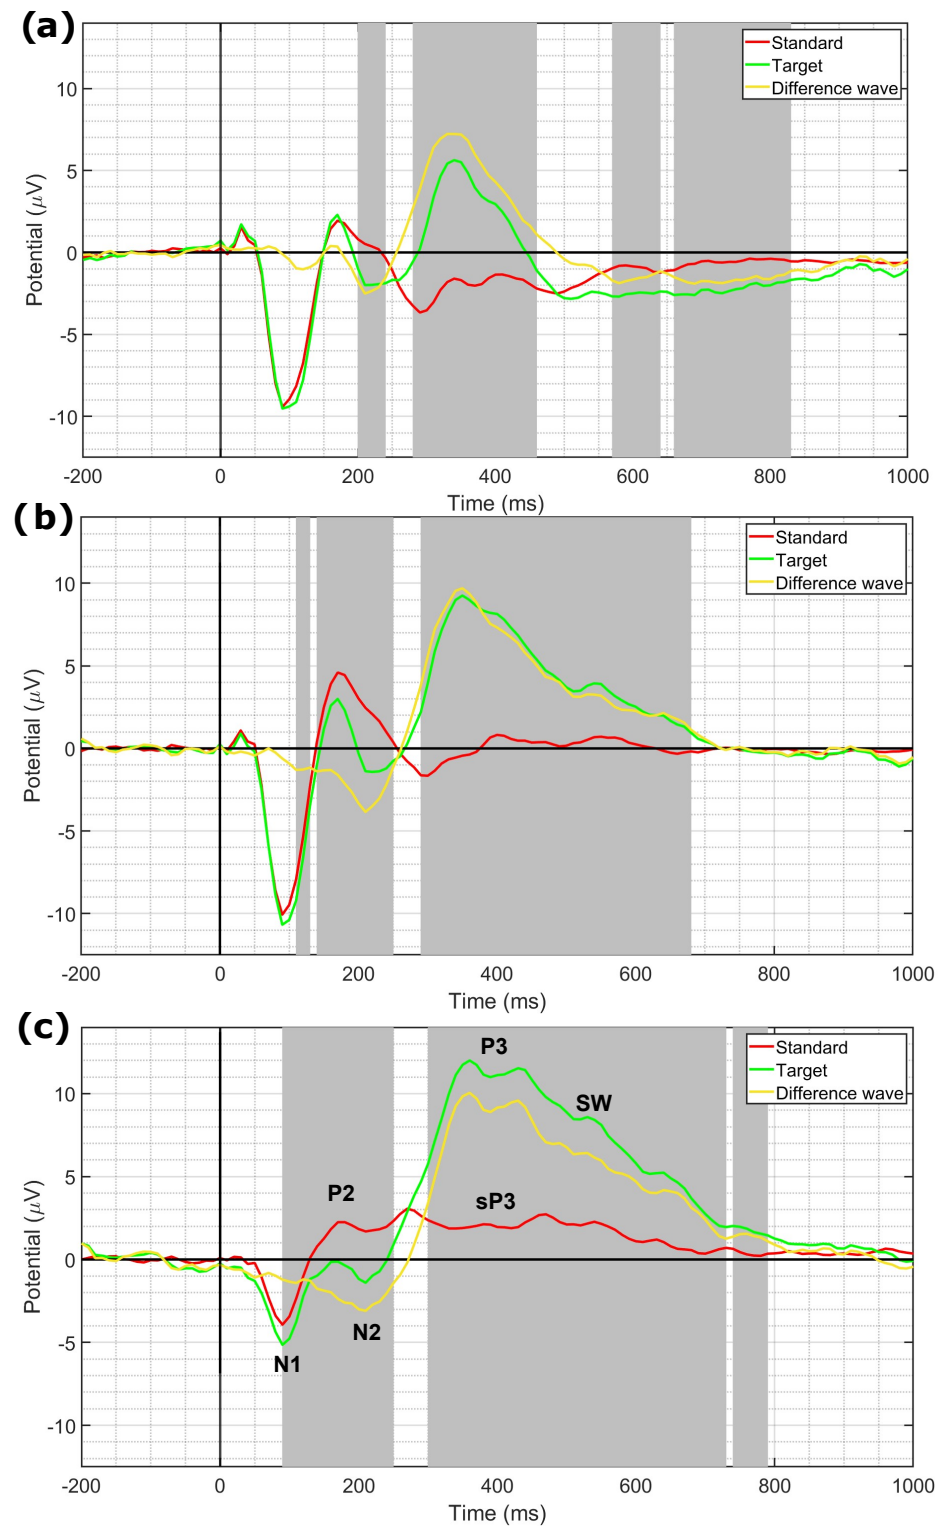 (a)
Standard
Target
Difference wave
10
5
0
-5
-10
Potential (μV)
-200 0 200 400 600 800 1000
Time (ms)
(b)
Standard
Target
Difference wave
10
5
0
-5
-10
Potential (μV)
-200 0 200 400 600 800 1000
Time (ms)
(c)
Standard
Target
Difference wave
P3
SW
P2
sP3
N2
N1
10
5
0
-5
-10
Potential (μV)
-200 0 200 400 600 800 1000
Time (ms)